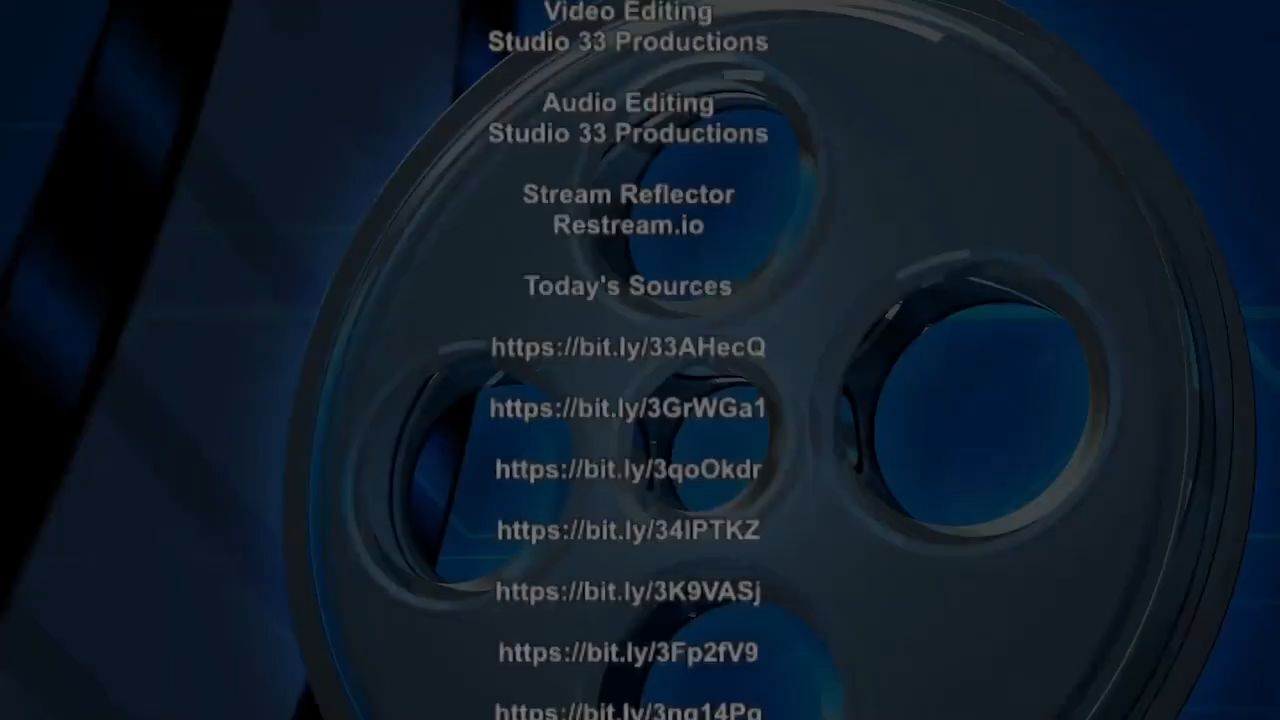 Video Editing
Studio 33 Productions
Audio Editing
Studio 33 Productions
Stream Reflector
Restream.io
Today's Sources
https://bit.ly/33AHecQ
https://bit.ly/3GrWGa1
https://bit.ly/3qoOkdr
https://bit.ly/34IPTKZ
https://bit.ly/3K9VASj
https://bit.ly/3Fp2fV9